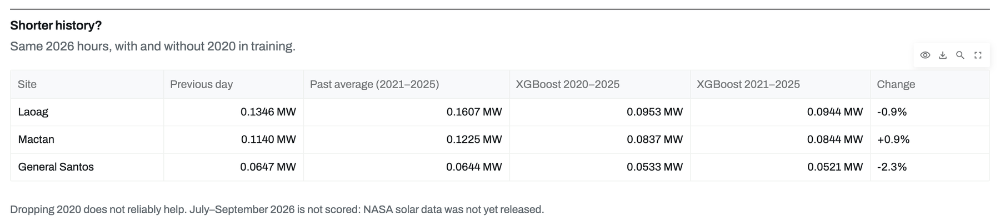 Shorter history?
Same 2026 hours, with and without 2020 in training.
Site Previous day Past average (2021–2025) XGBoost 2020–2025 XGBoost 2021–2025 Change
Laoag 0.1346 MW 0.1607 MW 0.0953 MW 0.0944 MW -0.9%
Mactan 0.1140 MW 0.1225 MW 0.0837 MW 0.0844 MW +0.9%
General Santos 0.0647 MW 0.0644 MW 0.0533 MW 0.0521 MW -2.3%
Dropping 2020 does not reliably help. July–September 2026 is not scored: NASA solar data was not yet released.